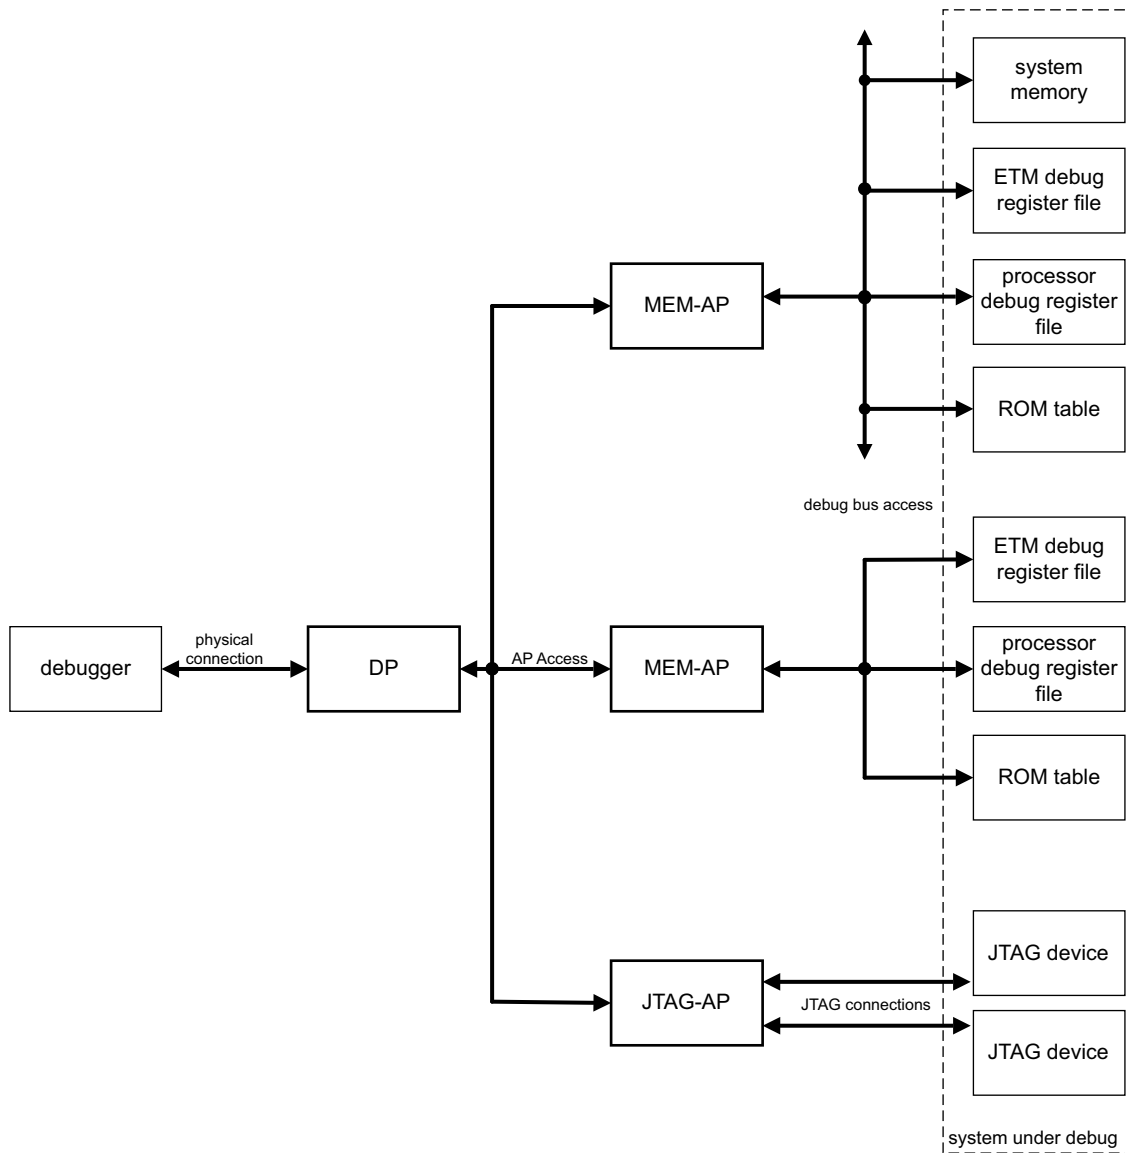 system
memory
ETM debug
register file
processor
debug register
file
MEM-AP
ROM table
debug bus access
ETM debug
register file
physical
connection
debugger
DP
AP Access
MEM-AP
processor
debug register
file
ROM table
JTAG device
JTAG-AP
JTAG connections
JTAG device
system under debug